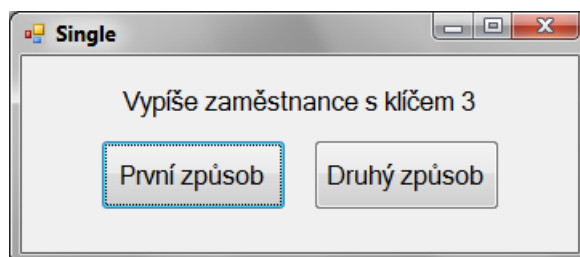 Single
Vypíše zaměstnance s klíčem 3
První způsob Druhý způsob